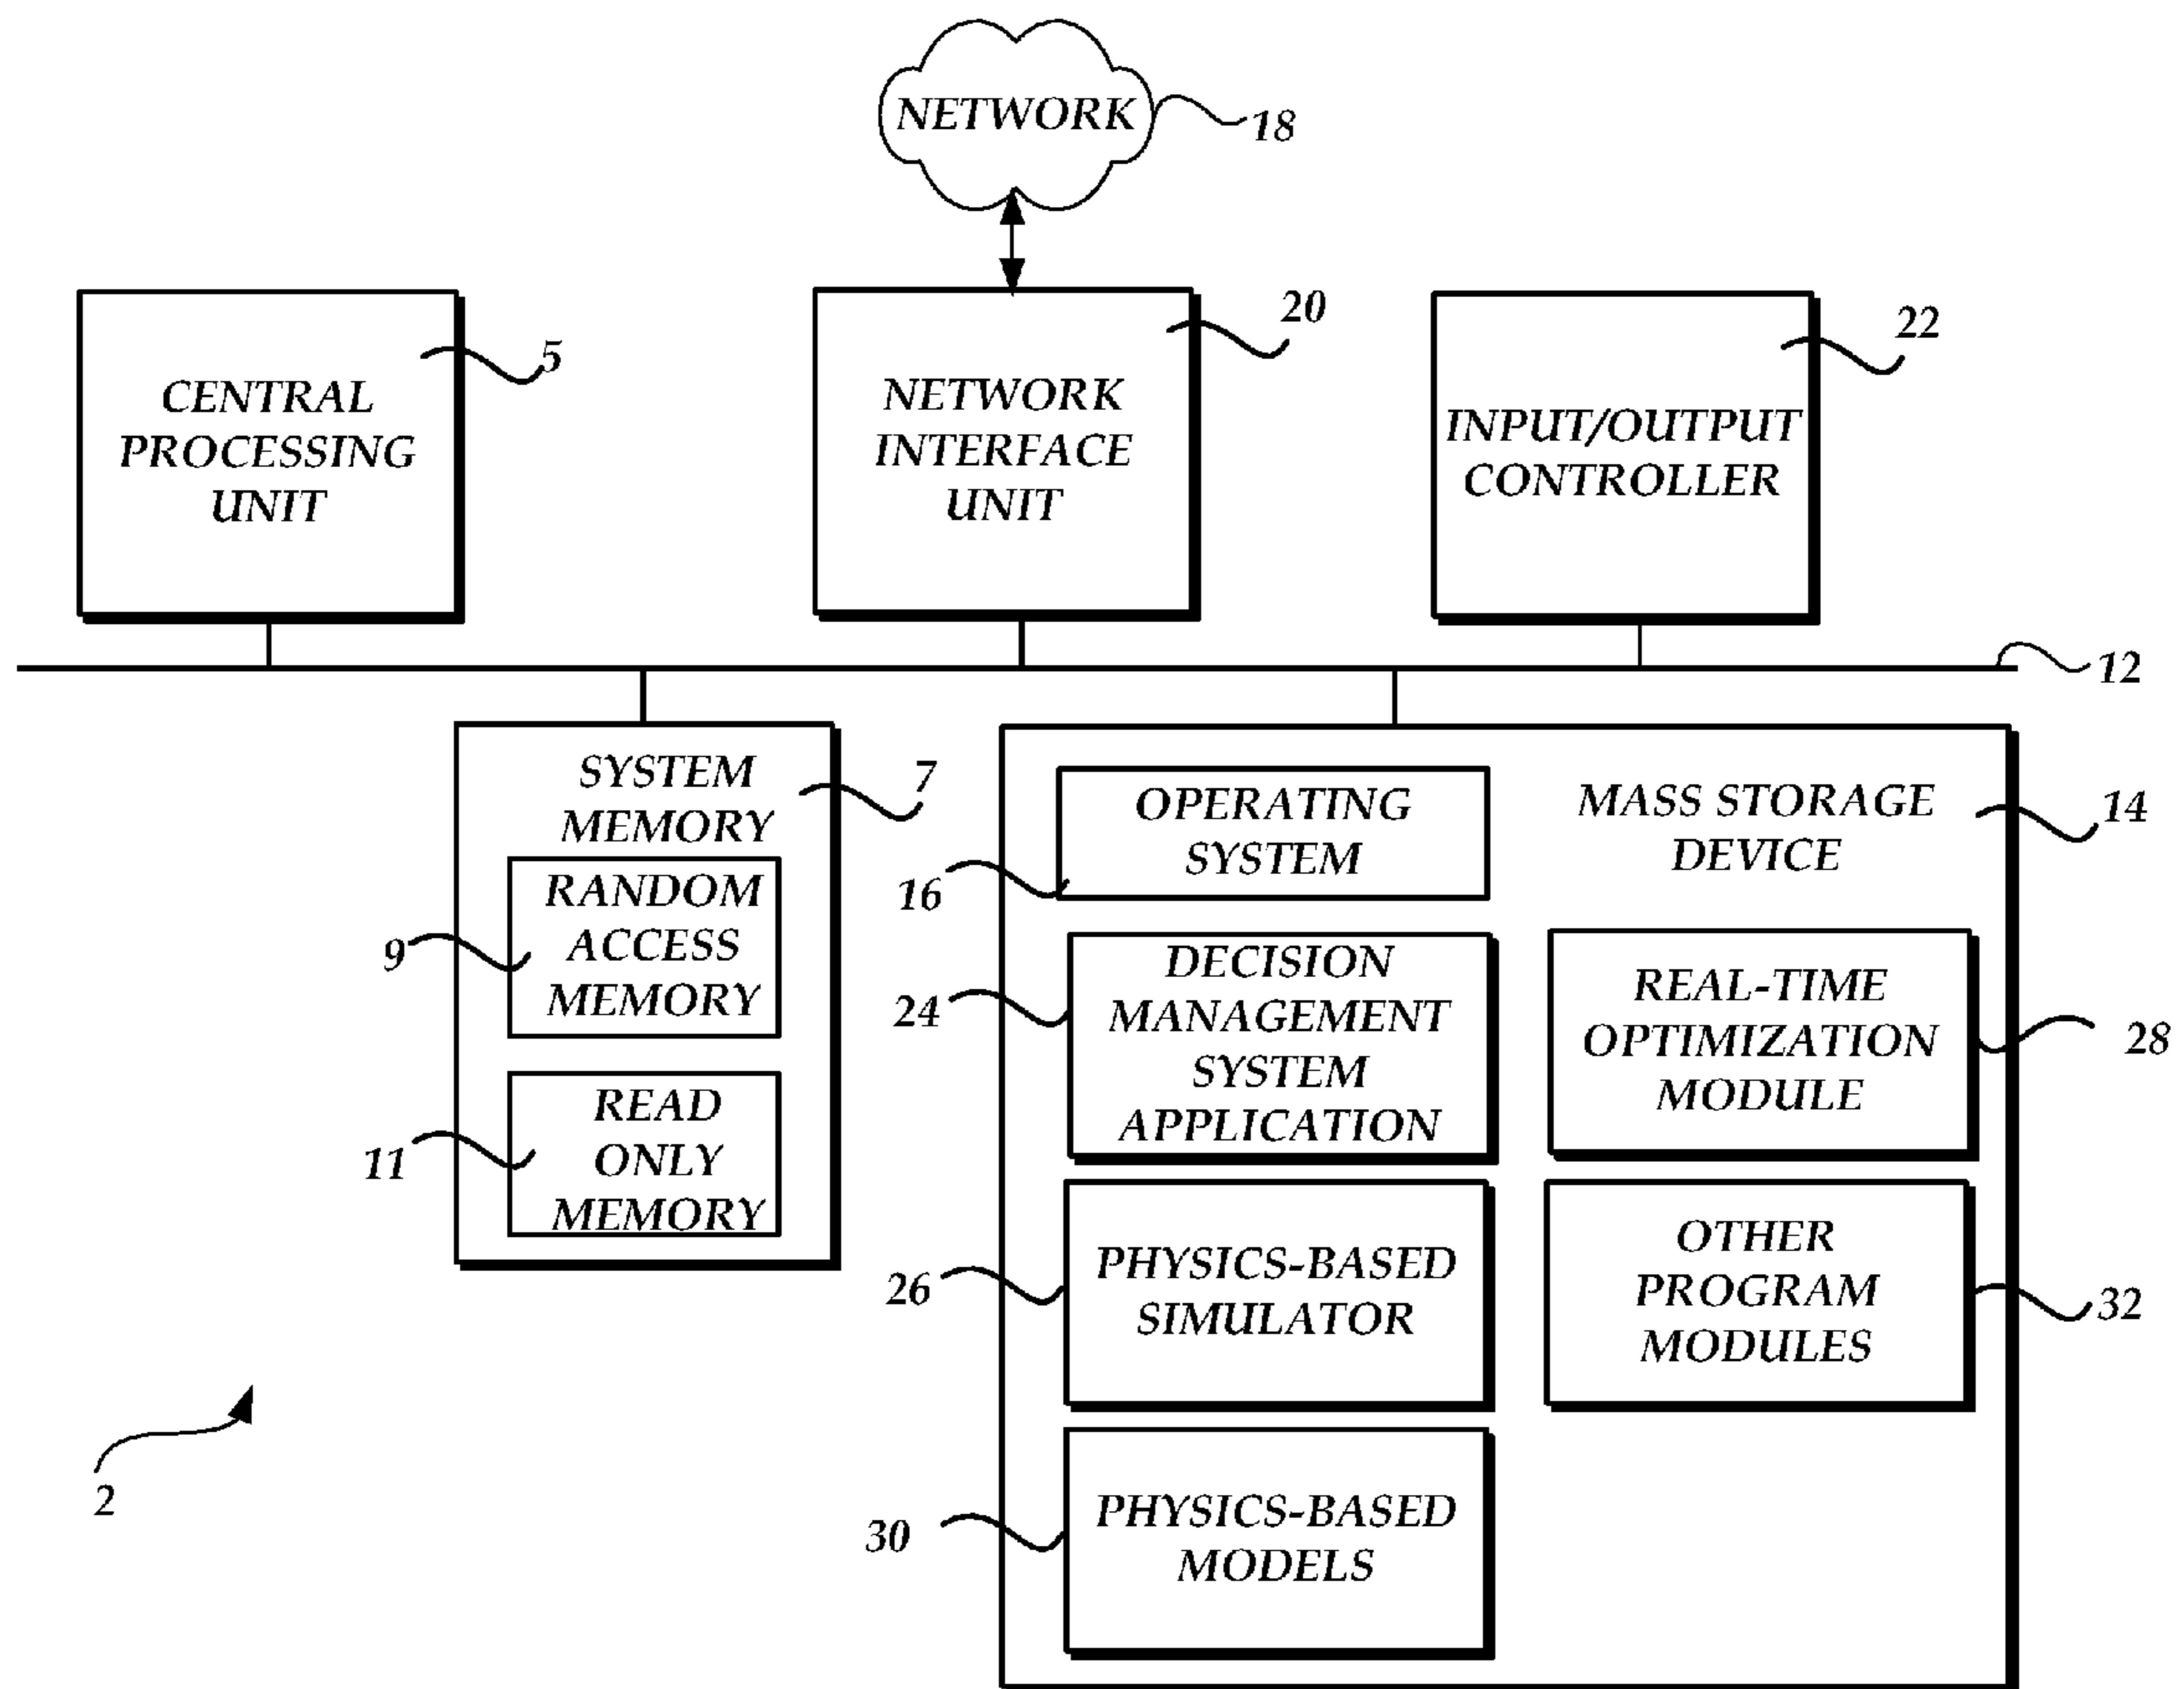 NETWORK
18
CENTRAL
PROCESSING
UNIT
5
NETWORK
INTERFACE
UNIT
20
INPUT/OUTPUT
CONTROLLER
22
12
SYSTEM
MEMORY
7
RANDOM
ACCESS
MEMORY
9
READ
ONLY
MEMORY
11
OPERATING
SYSTEM
16
MASS STORAGE
DEVICE
14
DECISION
MANAGEMENT
SYSTEM
APPLICATION
24
REAL-TIME
OPTIMIZATION
MODULE
28
PHYSICS-BASED
SIMULATOR
26
OTHER
PROGRAM
MODULES
32
PHYSICS-BASED
MODELS
30
2